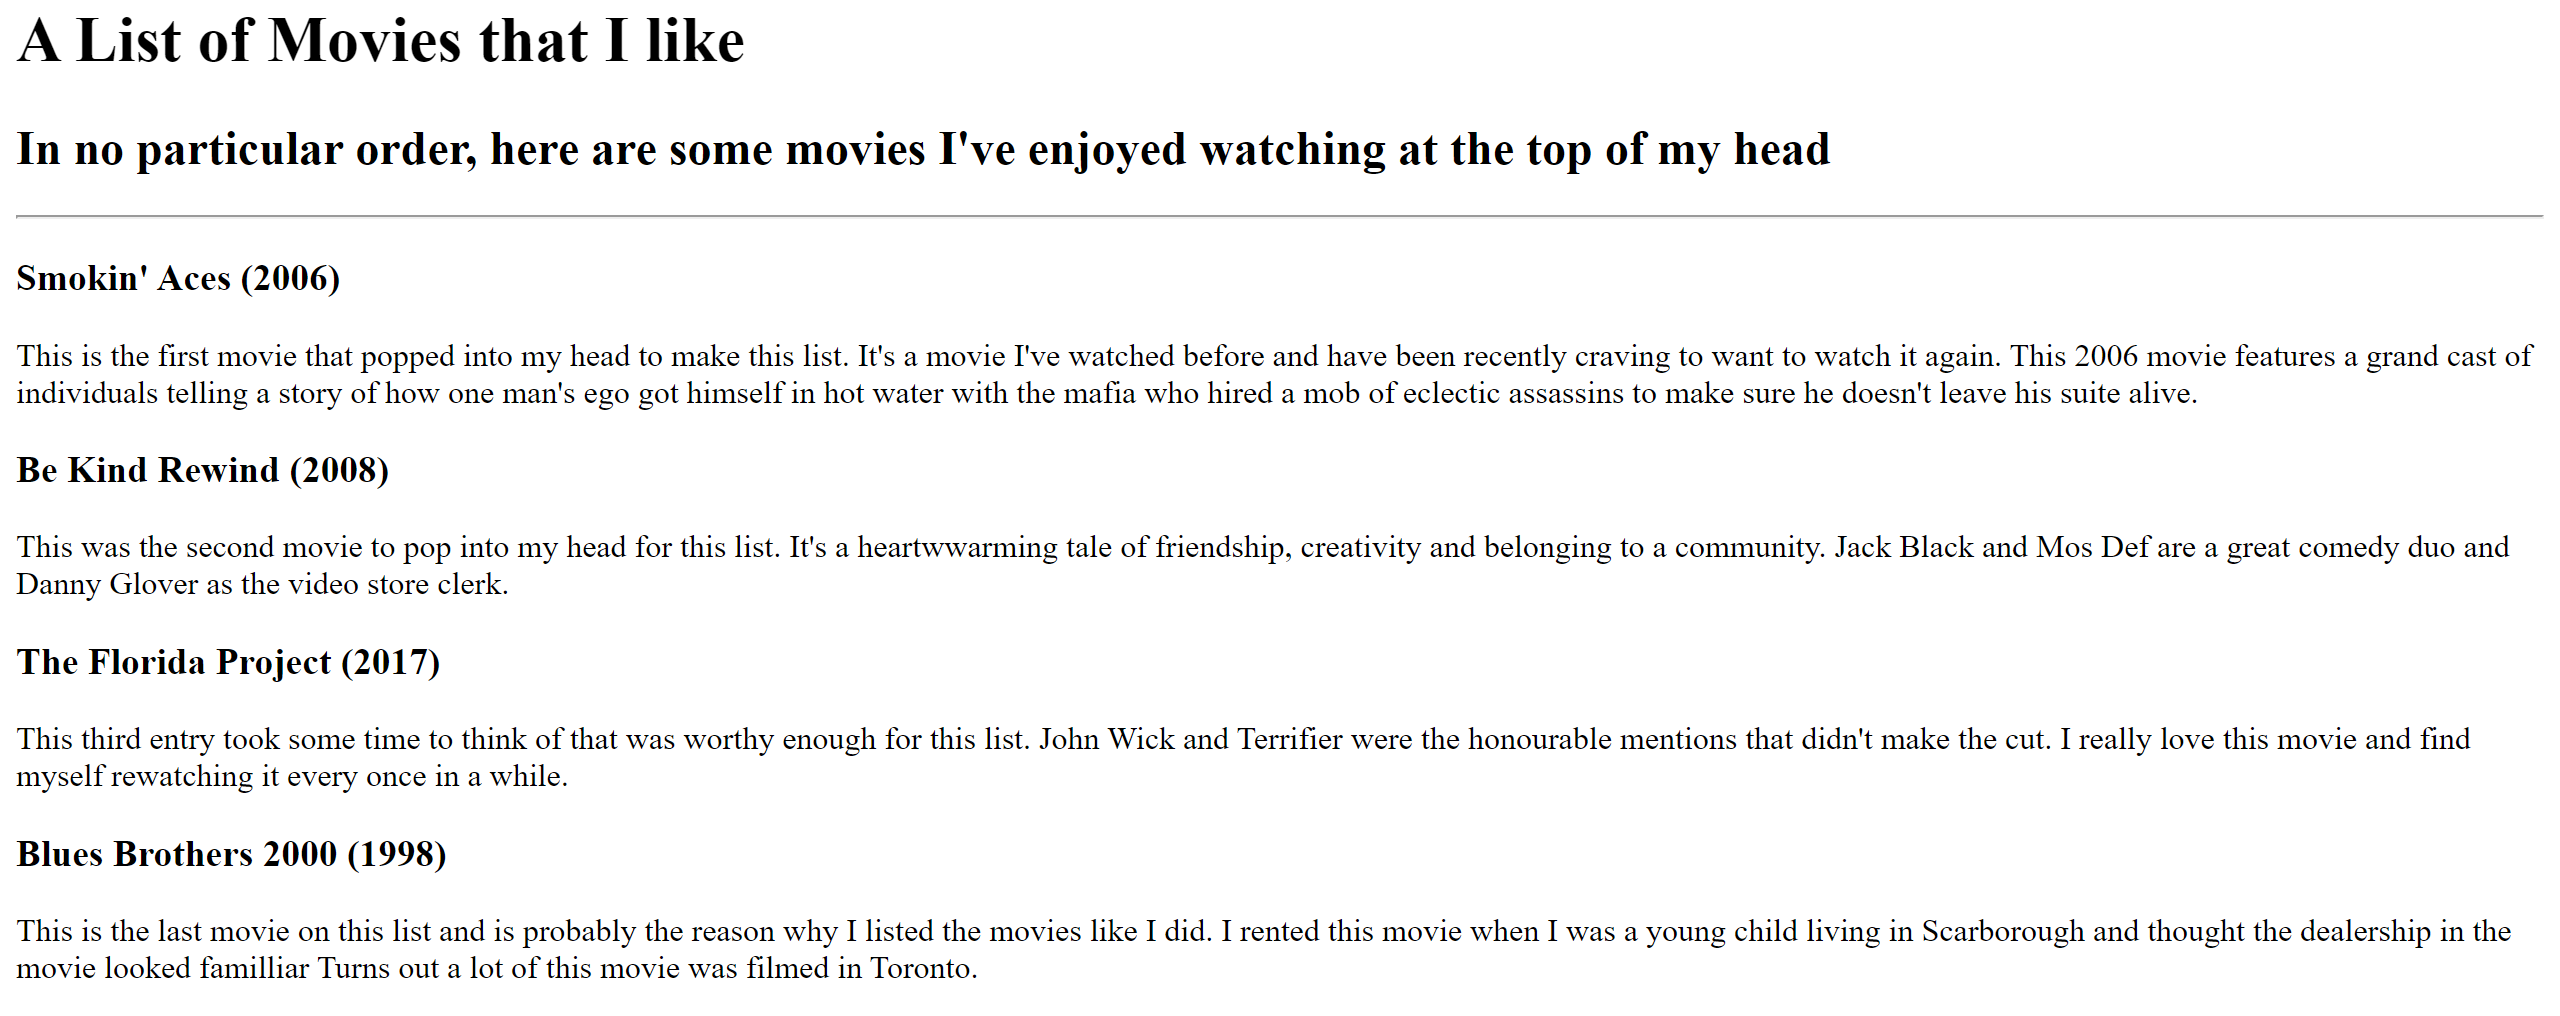 A List of Movies that I like
In no particular order, here are some movies I've enjoyed watching at the top of my head
Smokin' Aces (2006)
This is the first movie that popped into my head to make this list. It's a movie I've watched before and have been recently craving to want to watch it again. This 2006 movie features a grand cast of
individuals telling a story of how one man's ego got himself in hot water with the mafia who hired a mob of eclectic assassins to make sure he doesn't leave his suite alive.
Be Kind Rewind (2008)
This was the second movie to pop into my head for this list. It's a heartwwarming tale of friendship, creativity and belonging to a community. Jack Black and Mos Def are a great comedy duo and
Danny Glover as the video store clerk.
The Florida Project (2017)
This third entry took some time to think of that was worthy enough for this list. John Wick and Terrifier were the honourable mentions that didn't make the cut. I really love this movie and find
myself rewatching it every once in a while.
Blues Brothers 2000 (1998)
This is the last movie on this list and is probably the reason why I listed the movies like I did. I rented this movie when I was a young child living in Scarborough and thought the dealership in the
movie looked familliar Turns out a lot of this movie was filmed in Toronto.